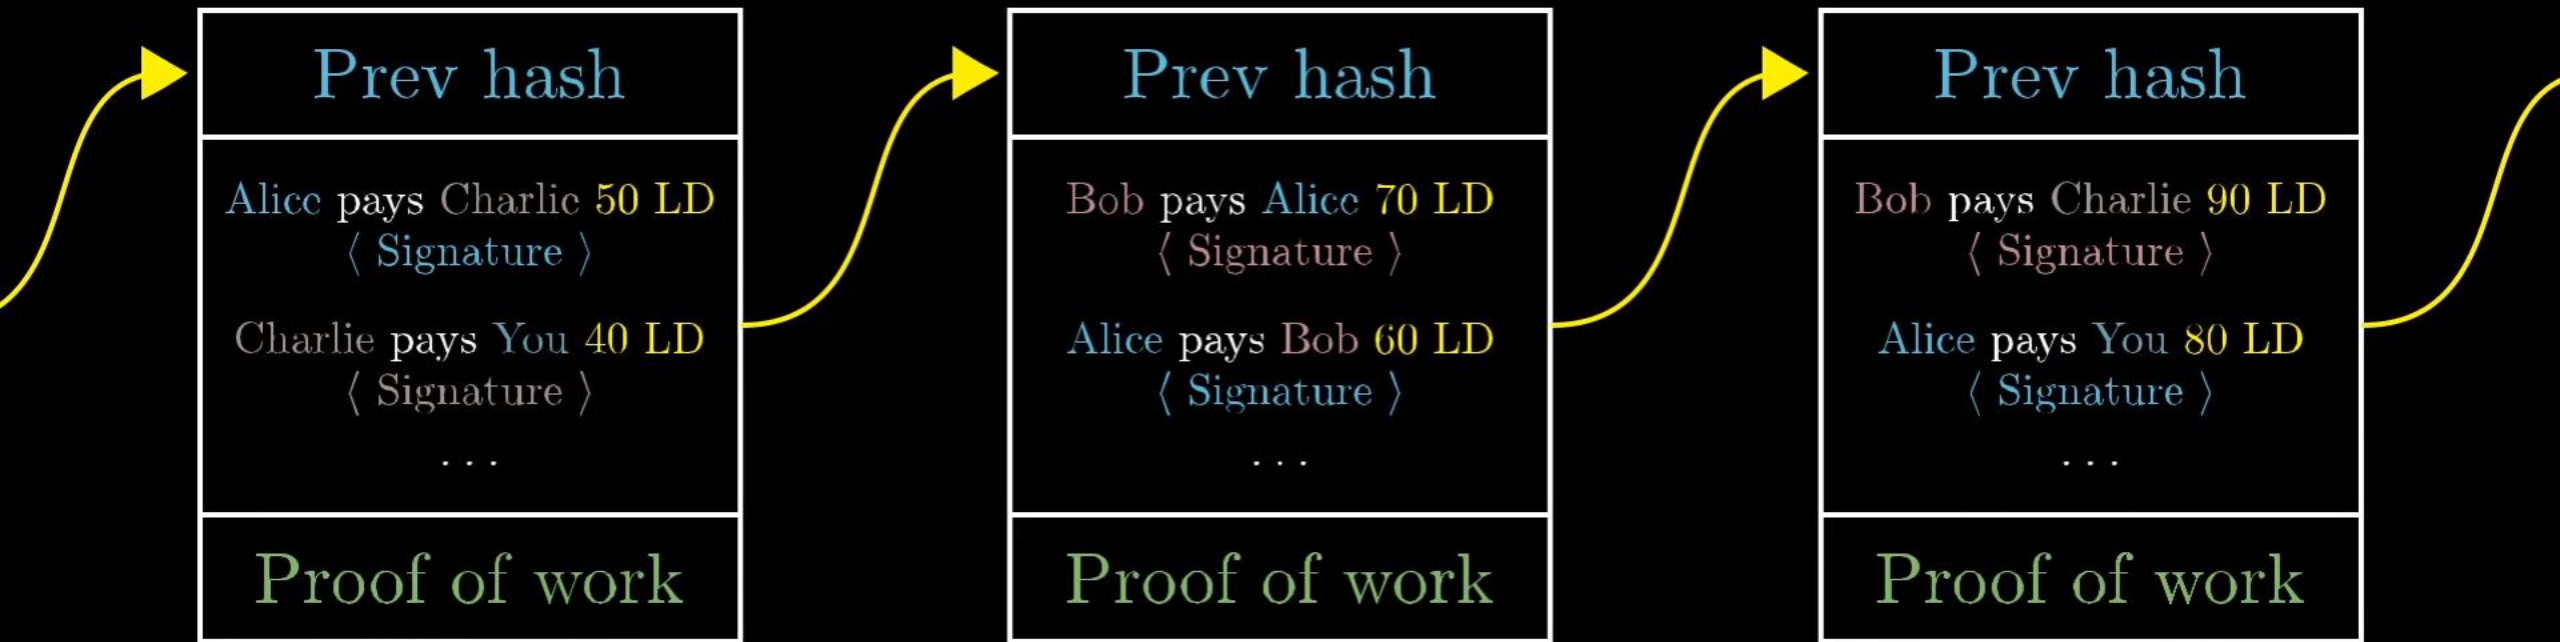 Prev hash
Alice pays Charlie 50 LD
⟨ Signature ⟩
Charlie pays You 40 LD
⟨ Signature ⟩
...
Proof of work
Prev hash
Bob pays Alice 70 LD
⟨ Signature ⟩
Alice pays Bob 60 LD
⟨ Signature ⟩
...
Proof of work
Prev hash
Bob pays Charlie 90 LD
⟨ Signature ⟩
Alice pays You 80 LD
⟨ Signature ⟩
...
Proof of work